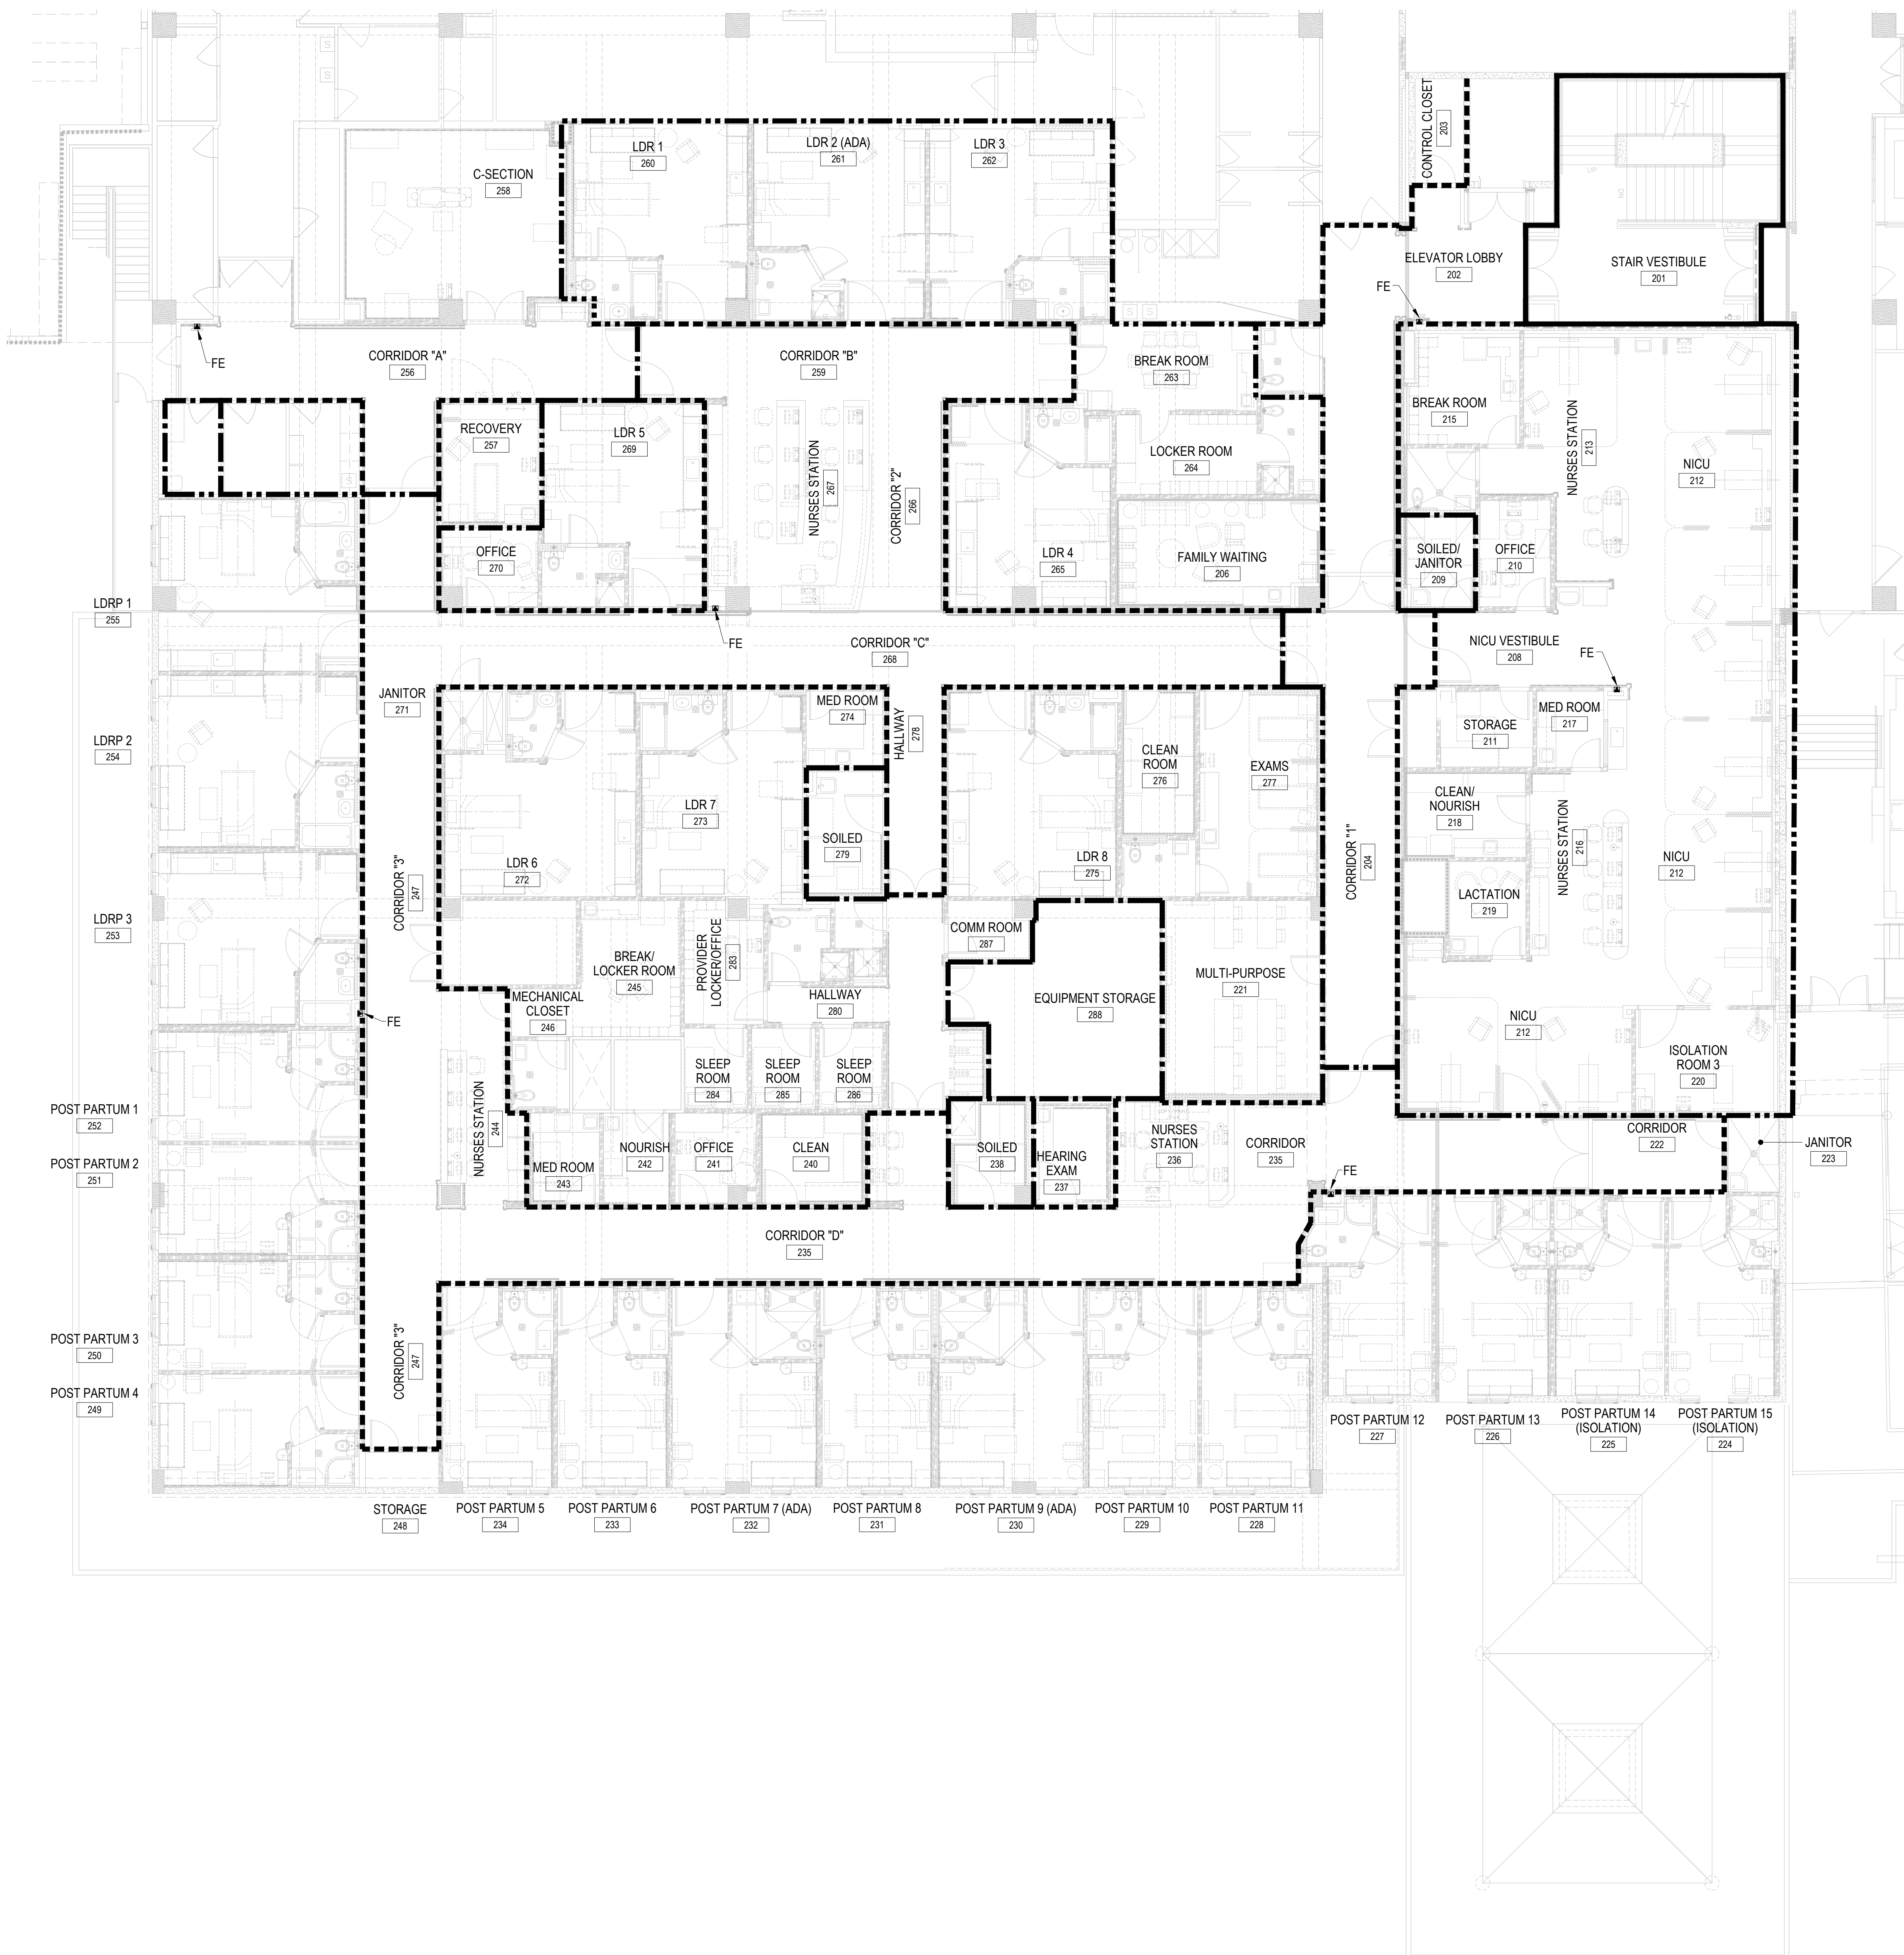 CONTROL CLOSET
203
LDR 1
260
LDR 2 (ADA)
261
LDR 3
262
C-SECTION
258
S
S
UP
DN
ELEVATOR LOBBY
202
STAIR VESTIBULE
201
FE
S
S
CORRIDOR "A"
256
FE
CORRIDOR "B"
259
BREAK ROOM
263
BREAK ROOM
215
RECOVERY
257
LDR 5
269
NURSES STATION
267
CORRIDOR "2"
266
LOCKER ROOM
264
NURSES STATION
213
NICU
212
S
OFFICE
270
LDR 4
265
FAMILY WAITING
206
SOILED/
JANITOR
209
OFFICE
210
LDRP 1
255
FE
CORRIDOR "C"
268
NICU VESTIBULE
208
FE
JANITOR
271
MED ROOM
274
HALLWAY
278
STORAGE
211
MED ROOM
217
LDRP 2
254
CLEAN
ROOM
276
EXAMS
277
CLEAN/
NOURISH
218
LDR 7
273
SOILED
279
LDR 6
272
LDR 8
275
CORRIDOR "1"
204
NURSES STATION
216
NICU
212
CORRIDOR "3"
247
LACTATION
219
LDRP 3
253
COMM ROOM
287
BREAK/
LOCKER ROOM
245
PROVIDER
LOCKER/OFFICE
283
MULTI-PURPOSE
221
MECHANICAL
CLOSET
246
HALLWAY
280
EQUIPMENT STORAGE
288
FE
NICU
212
ISOLATION
ROOM 3
220
SLEEP
ROOM
284
SLEEP
ROOM
285
SLEEP
ROOM
286
POST PARTUM 1
252
NURSES STATION
244
NURSES
STATION
236
CORRIDOR
222
JANITOR
223
POST PARTUM 2
251
MED ROOM
243
NOURISH
242
OFFICE
241
CLEAN
240
SOILED
238
HEARING
EXAM
237
CORRIDOR
235
FE
CORRIDOR "D"
235
POST PARTUM 3
250
CORRIDOR "3"
247
POST PARTUM 4
249
POST PARTUM 12
227
POST PARTUM 13
226
POST PARTUM 14
(ISOLATION)
225
POST PARTUM 15
(ISOLATION)
224
STORAGE
248
POST PARTUM 5
234
POST PARTUM 6
233
POST PARTUM 7 (ADA)
232
POST PARTUM 8
231
POST PARTUM 9 (ADA)
230
POST PARTUM 10
229
POST PARTUM 11
228